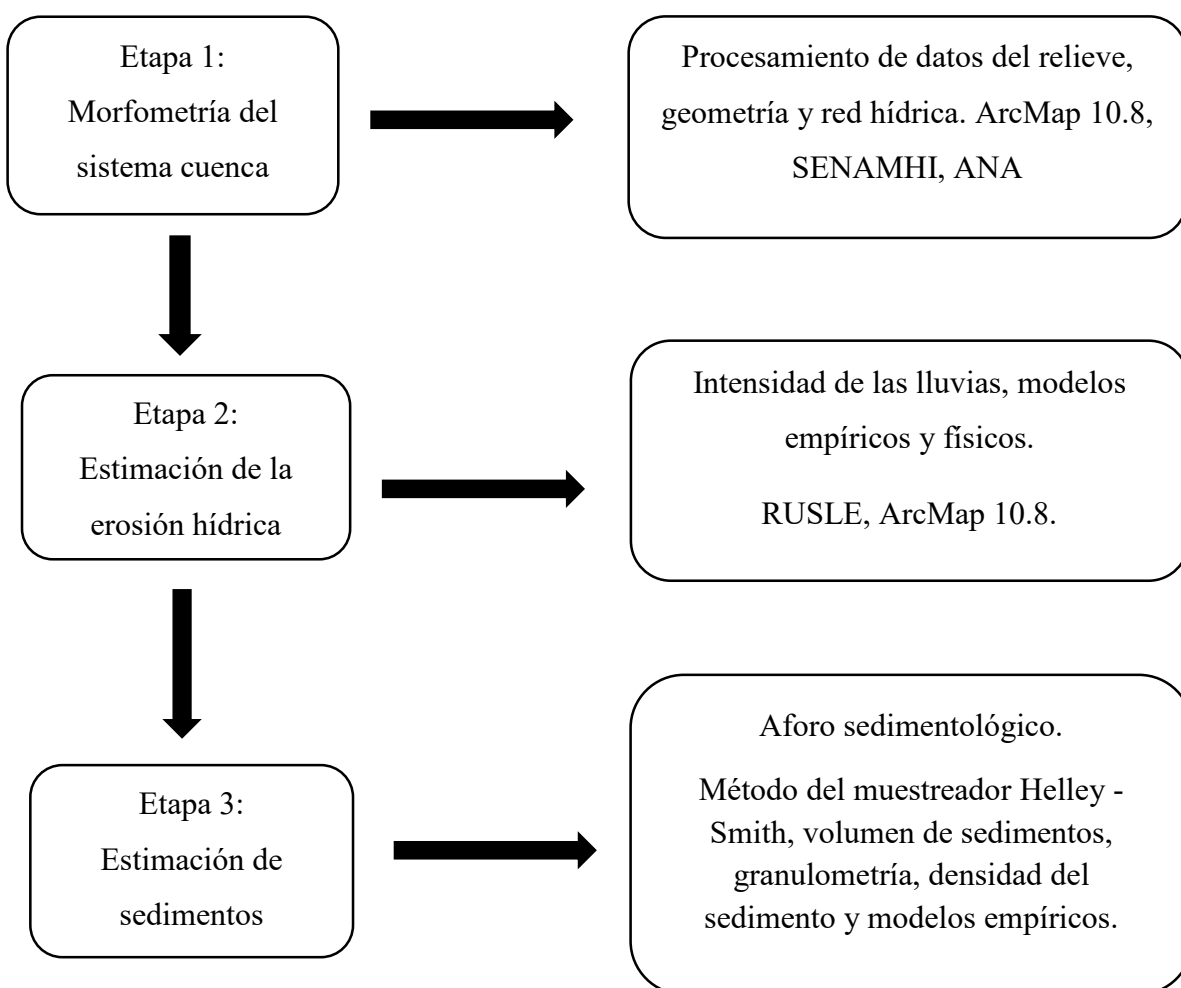 Etapa 1:
Morfometría del
sistema cuenca
Procesamiento de datos del relieve,
geometría y red hídrica. ArcMap 10.8,
SENAMHI, ANA
Etapa 2:
Estimación de la
erosión hídrica
Intensidad de las lluvias, modelos
empíricos y físicos.
RUSLE, ArcMap 10.8.
Etapa 3:
Estimación de
sedimentos
Aforo sedimentológico.
Método del muestreador Helley -
Smith, volumen de sedimentos,
granulometría, densidad del
sedimento y modelos empíricos.